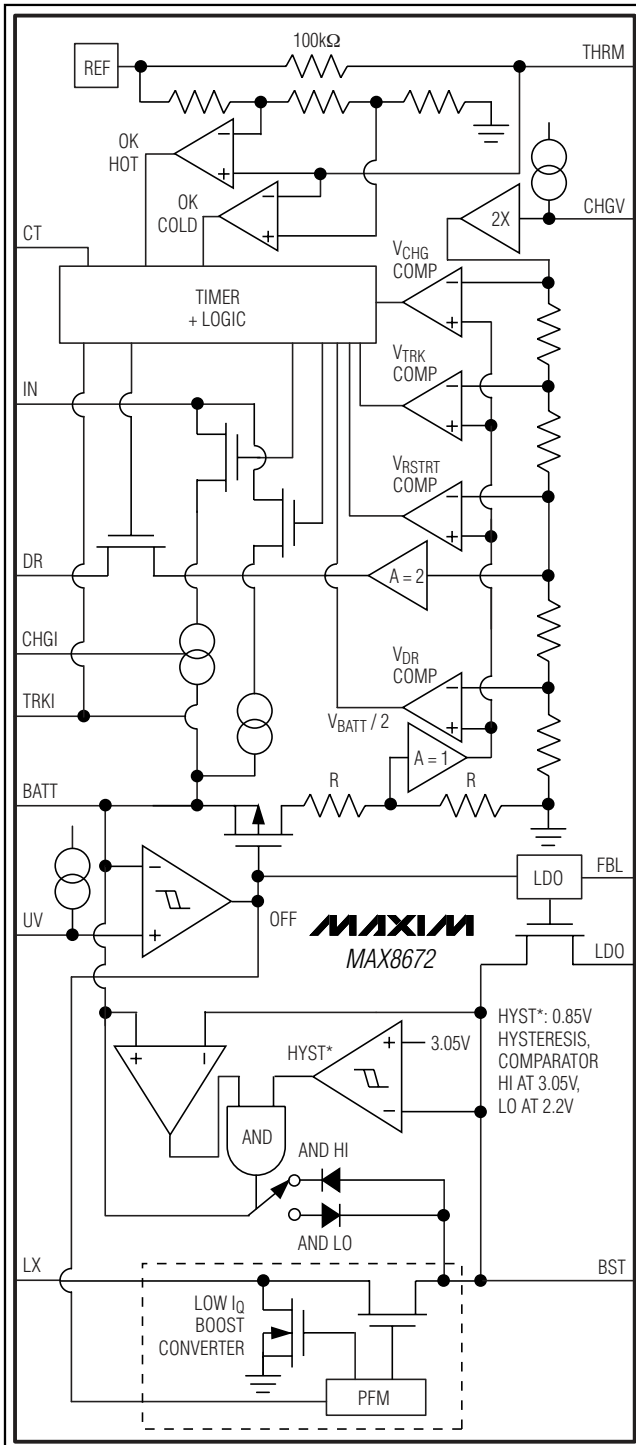 REF
100kΩ
THRM
OK
HOT
OK
COLD
2X
CHGV
CT
TIMER
+ LOGIC
VCHG
COMP
IN
VTRK
COMP
VRSTRT
COMP
DR
A = 2
CHGI
TRKI
VDR
COMP
VBATT / 2
A = 1
BATT
R
R
LDO
FBL
UV
OFF
MAXIM
MAX8672
LDO
HYST*
3.05V
HYST*: 0.85V
HYSTERESIS,
COMPARATOR
HI AT 3.05V,
LO AT 2.2V
AND
AND HI
AND LO
LX
BST
LOW IQ
BOOST
CONVERTER
PFM